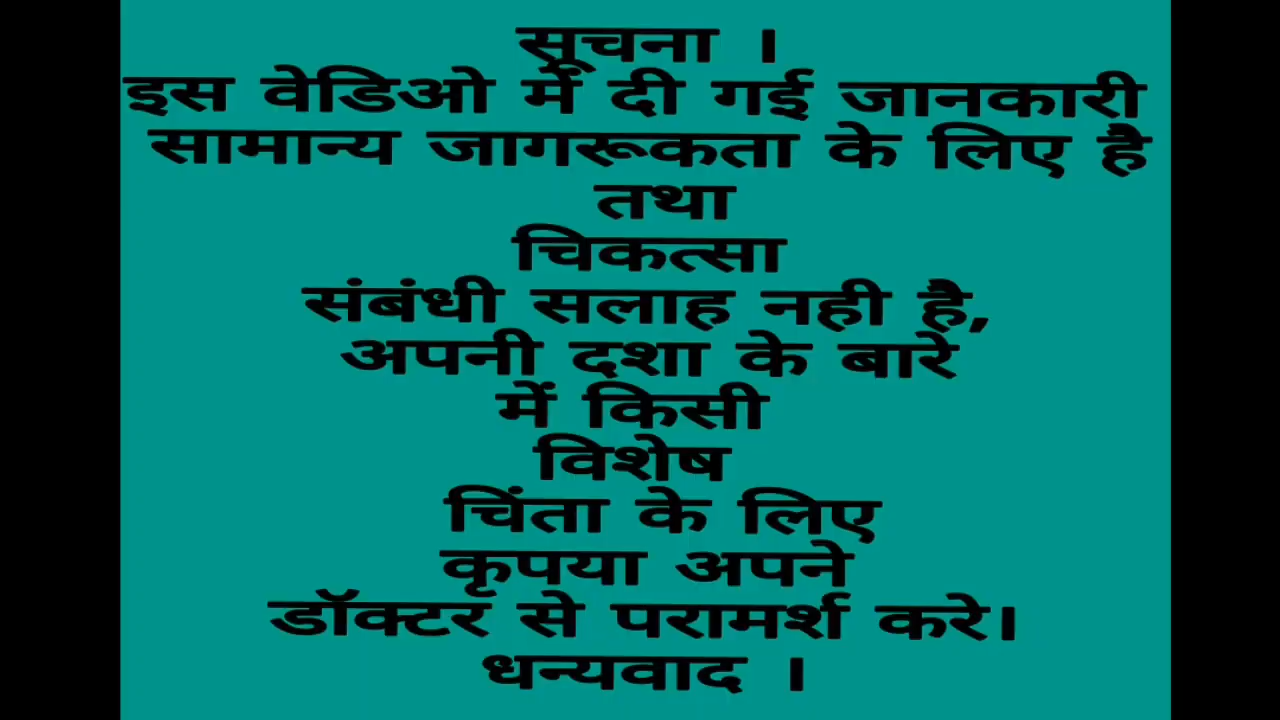 सूचना ।
इस वेडिओ में दी गई जानकारी
सामान्य जागरूकता के लिए है
तथा
चिकत्सा
संबंधी सलाह नही है,
अपनी दशा के बारे
में किसी
विशेष
चिंता के लिए
कृपया अपने
डॉक्टर से परामर्श करे।
धन्यवाद ।